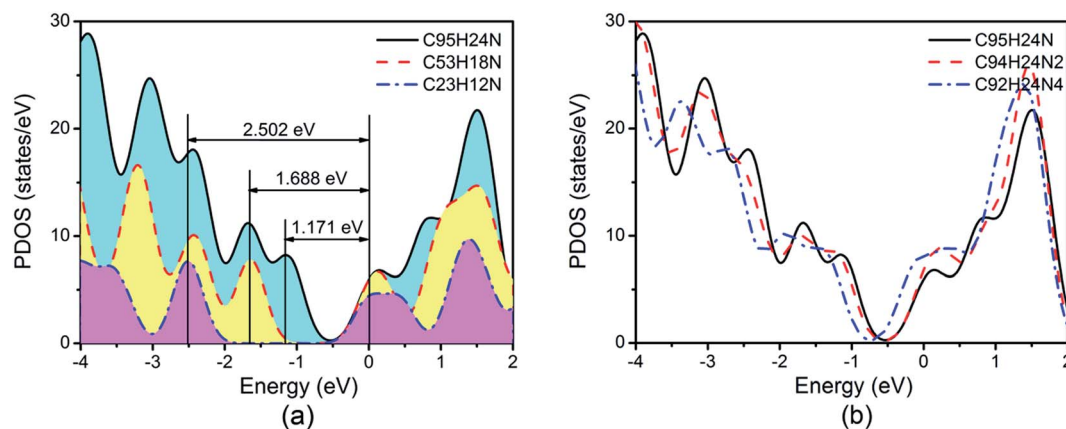 PDOS (states/eV)
30
20
10
0
C95H24N
C53H18N
C23H12N
2.502 eV
1.688 eV
1.171 eV
-4 -3 -2 -1 0 1 2
Energy (eV)
(a)
PDOS (states/eV)
30
20
10
0
C95H24N
C94H24N2
C92H24N4
-4 -3 -2 -1 0 1 2
Energy (eV)
(b)